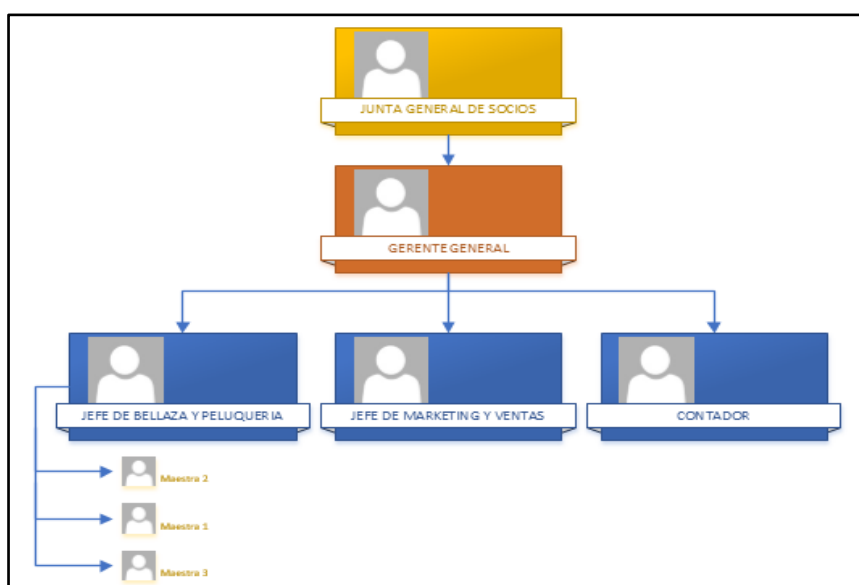 JUNTA GENERAL DE SOCIOS
GERENTE GENERAL
JEFE DE BELLAZA Y PELUQUERIA
JEFE DE MARKETING Y VENTAS
CONTADOR
Maestra 2
Maestra 1
Maestra 3